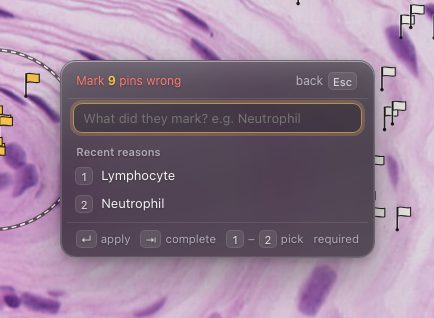 Mark 9 pins wrong back Esc
What did they mark? e.g. Neutrophil
Recent reasons
1 Lymphocyte
2 Neutrophil
↵ apply ⇥ complete 1 – 2 pick required